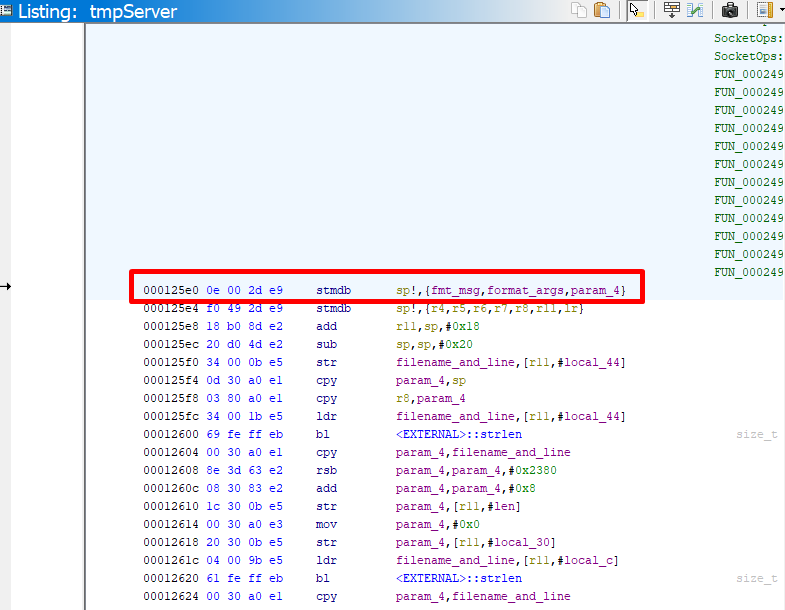 Listing: tmpServer
SocketOps:
SocketOps:
FUN_000249
FUN_000249
FUN_000249
FUN_000249
FUN_000249
FUN_000249
FUN_000249
FUN_000249
FUN_000249
FUN_000249
FUN_000249
FUN_000249
000125e0 0e 00 2d e9 stmdb sp!,{fmt_msg,format_args,param_4}
000125e4 f0 49 2d e9 stmdb sp!,{r4,r5,r6,r7,r8,r11,lr}
000125e8 18 b0 8d e2 add r11,sp,#0x18
000125ec 20 d0 4d e2 sub sp,sp,#0x20
000125f0 34 00 0b e5 str filename_and_line,[r11,#local_44]
000125f4 0d 30 a0 e1 cpy param_4,sp
000125f8 03 80 a0 e1 cpy r8,param_4
000125fc 34 00 1b e5 ldr filename_and_line,[r11,#local_44]
00012600 69 fe ff eb bl <EXTERNAL>::strlen size_t
00012604 00 30 a0 e1 cpy param_4,filename_and_line
00012608 8e 3d 63 e2 rsb param_4,param_4,#0x2380
0001260c 08 30 83 e2 add param_4,param_4,#0x8
00012610 1c 30 0b e5 str param_4,[r11,#len]
00012614 00 30 a0 e3 mov param_4,#0x0
00012618 20 30 0b e5 str param_4,[r11,#local_30]
0001261c 04 00 9b e5 ldr filename_and_line,[r11,#local_c]
00012620 61 fe ff eb bl <EXTERNAL>::strlen size_t
00012624 00 30 a0 e1 cpy param_4,filename_and_line